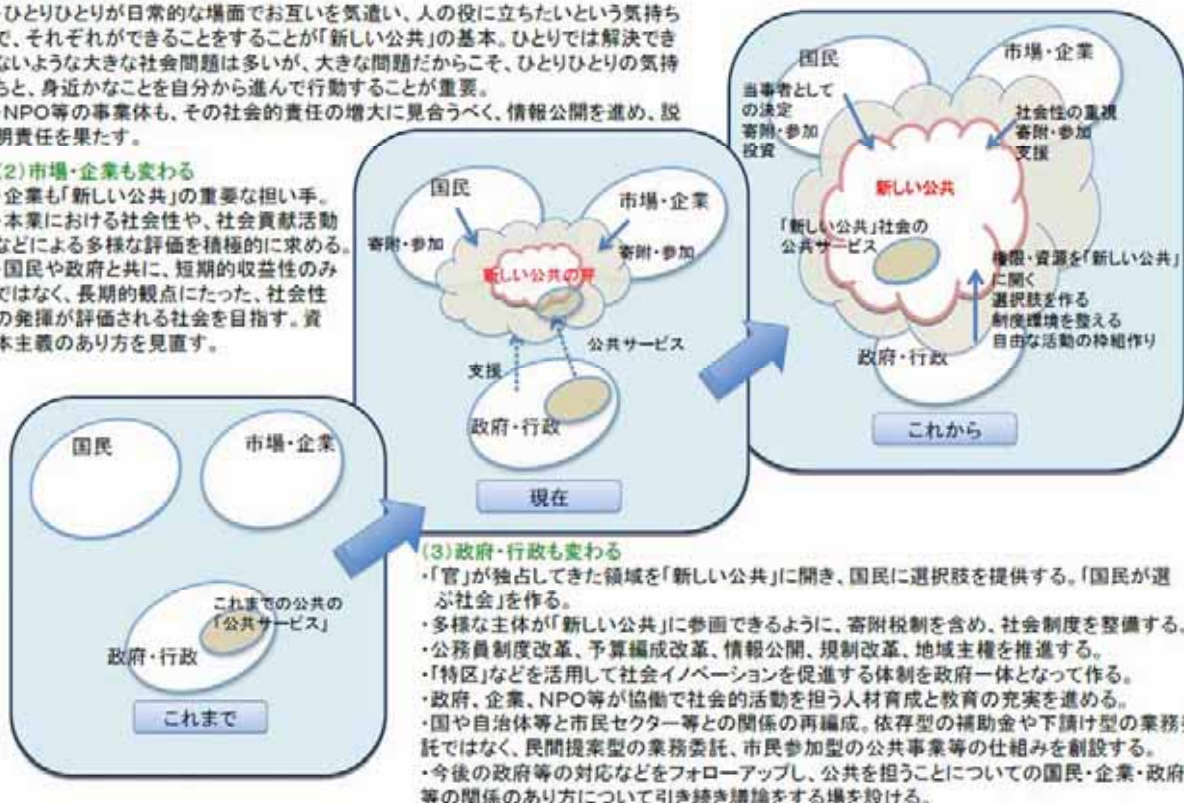 ・ひとりひとりが日常的な場面でお互いを気遣い、人の役に立ちたいという気持ち
で、それぞれができることをすることが「新しい公共」の基本。ひとりでは解決でき
ないような大きな社会問題は多いが、大きな問題だからこそ、ひとりひとりの気持
ちと、身近かなことを自分から進んで行動することが重要。
・NPO等の事業体も、その社会的責任の増大に見合うべく、情報公開を進め、説
明責任を果たす。
(2)市場・企業も変わる
・企業も「新しい公共」の重要な担い手。
・本業における社会性や、社会貢献活動
などによる多様な評価を積極的に求める。
・国民や政府と共に、短期的収益性のみ
ではなく、長期的観点にたった、社会性
の発揮が評価される社会を目指す。資
本主義のあり方を見直す。
国民
市場・企業
これまでの公共の
「公共サービス」
政府・行政
これまで
国民
市場・企業
寄附・参加
寄附・参加
新しい公共の芽
公共サービス
支援
政府・行政
現在
国民
市場・企業
当事者として
の決定
寄附・参加
投資
社会性の重視
寄附・参加
支援
新しい公共
「新しい公共」社会の
公共サービス
権限・資源を「新しい公共」
に開く
選択肢を作る
制度環境を整える
自由な活動の枠組作り
政府・行政
これから
(3)政府・行政も変わる
・「官」が独占してきた領域を「新しい公共」に開き、国民に選択肢を提供する。「国民が選
ぶ社会」を作る。
・多様な主体が「新しい公共」に参画できるように、寄附税制を含め、社会制度を整備する。
・公務員制度改革、予算編成改革、情報公開、規制改革、地域主権を推進する。
・「特区」などを活用して社会イノベーションを促進する体制を政府一体となって作る。
・政府、企業、NPO等が協働で社会的活動を担う人材育成と教育の充実を進める。
・国や自治体等と市民セクター等との関係の再編成。依存型の補助金や下請け型の業務委
託ではなく、民間提案型の業務委託、市民参加型の公共事業等の仕組みを創設する。
・今後の政府等の対応などをフォローアップし、公共を担うことについての国民・企業・政府
等の関係のあり方について引き続き議論をする場を設ける。